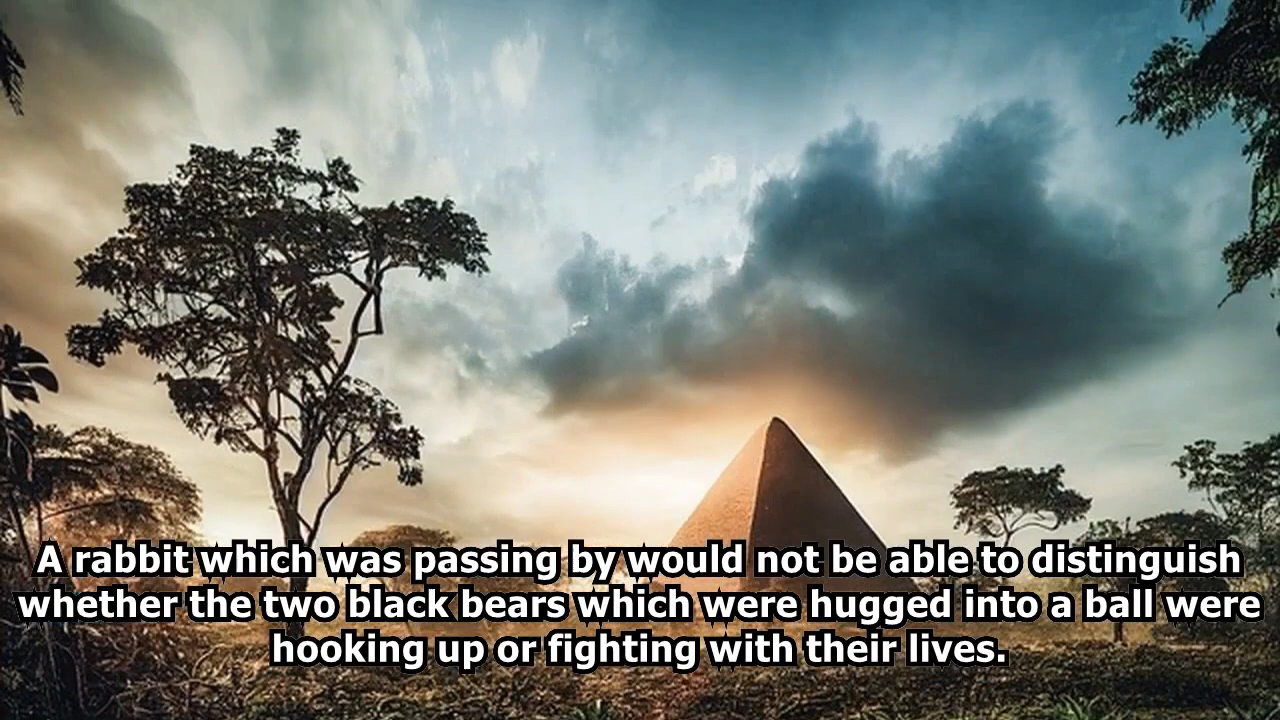 A rabbit which was passing by would not be able to distinguish
whether the two black bears which were hugged into a ball were
hooking up or fighting with their lives.